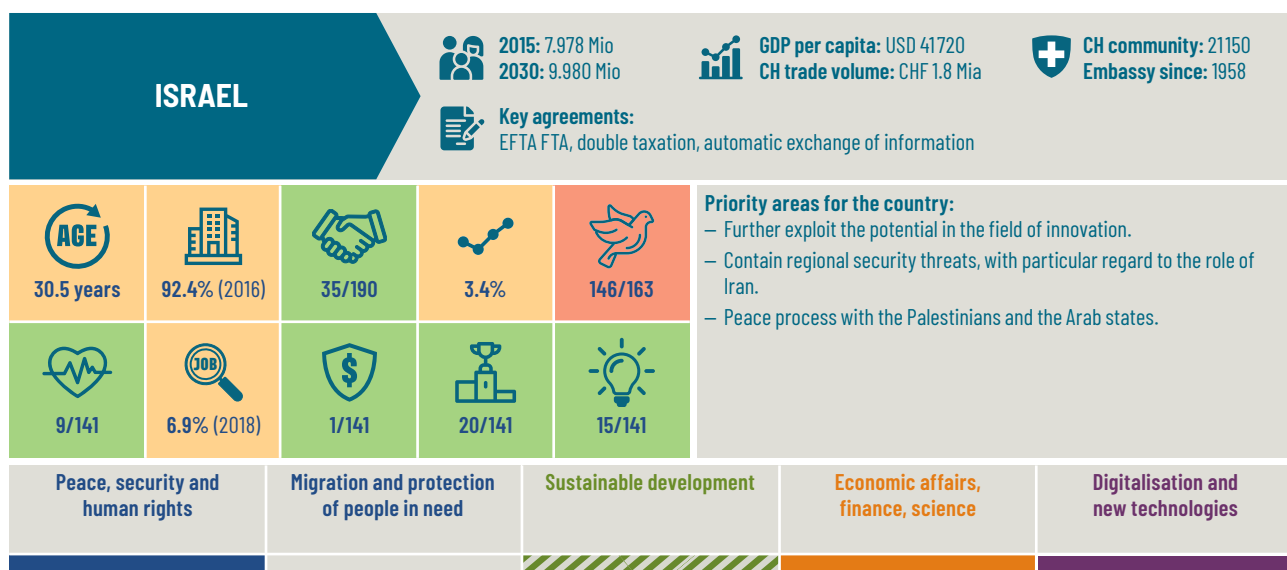 ISRAEL
2015: 7.978 Mio
2030: 9.980 Mio
GDP per capita: USD 41 720
CH trade volume: CHF 1.8 Mia
CH community: 21 150
Embassy since: 1958
Key agreements:
EFTA FTA, double taxation, automatic exchange of information
AGE
30.5 years
92.4% (2016)
35/190
3.4%
146/163
JOB
$
9/141
6.9% (2018)
1/141
20/141
15/141
Priority areas for the country:
– Further exploit the potential in the field of innovation.
– Contain regional security threats, with particular regard to the role of
Iran.
– Peace process with the Palestinians and the Arab states.
Peace, security and
human rights
Migration and protection
of people in need
Sustainable development
Economic affairs,
finance, science
Digitalisation and
new technologies